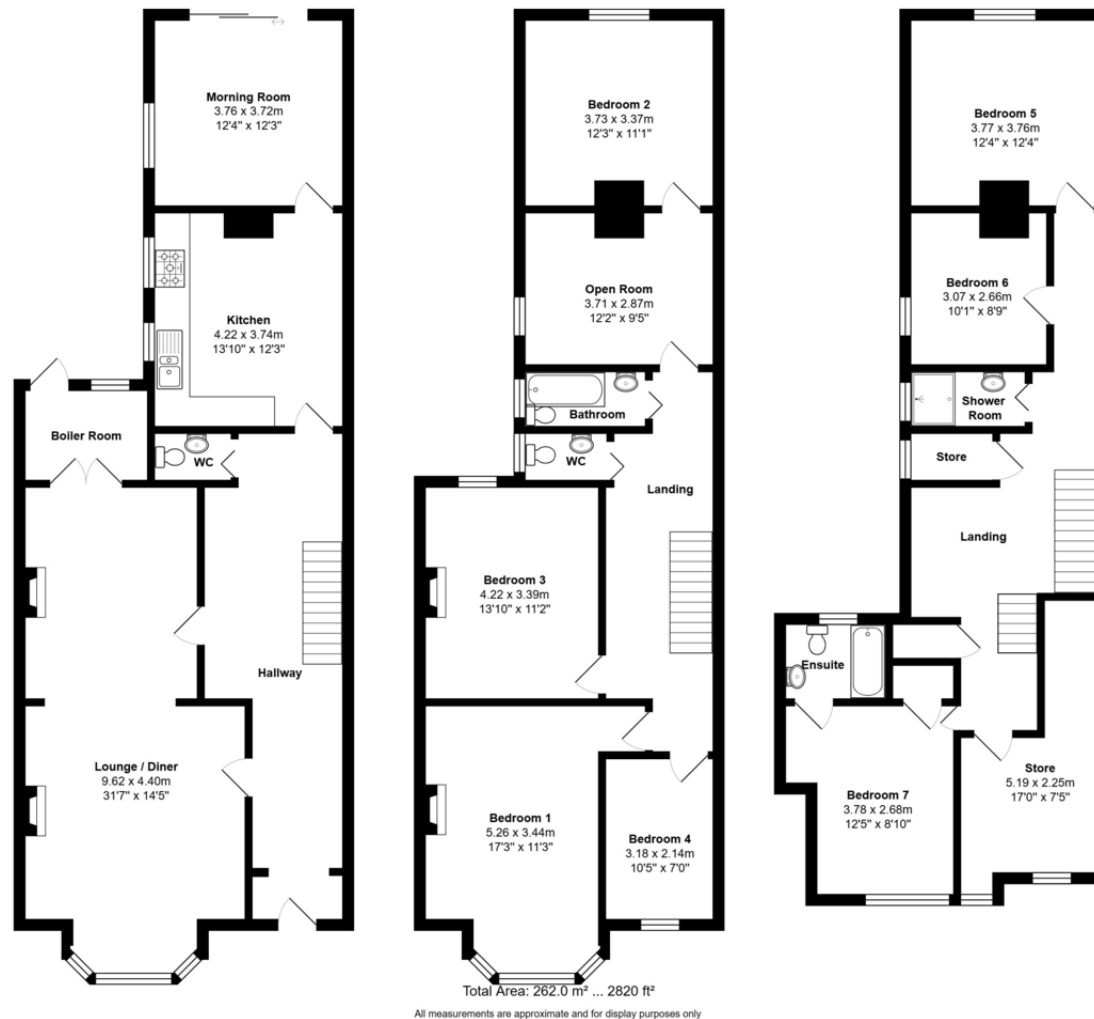 Morning Room
3.76 x 3.72m
12'4" x 12'3"
Kitchen
4.22 x 3.74m
13'10" x 12'3"
Boiler Room
WC
Hallway
Lounge / Diner
9.62 x 4.40m
31'7" x 14'5"
Bedroom 2
3.73 x 3.37m
12'3" x 11'1"
Open Room
3.71 x 2.87m
12'2" x 9'5"
Bathroom
WC
Landing
Bedroom 3
4.22 x 3.39m
13'10" x 11'2"
Bedroom 1
5.26 x 3.44m
17'3" x 11'3"
Bedroom 4
3.18 x 2.14m
10'5" x 7'0"
Bedroom 5
3.77 x 3.76m
12'4" x 12'4"
Bedroom 6
3.07 x 2.66m
10'1" x 8'9"
Shower
Room
Store
Landing
Ensuite
Bedroom 7
3.78 x 2.68m
12'5" x 8'10"
Store
5.19 x 2.25m
17'0" x 7'5"
Total Area: 262.0 m² ... 2820 ft²
All measurements are approximate and for display purposes only